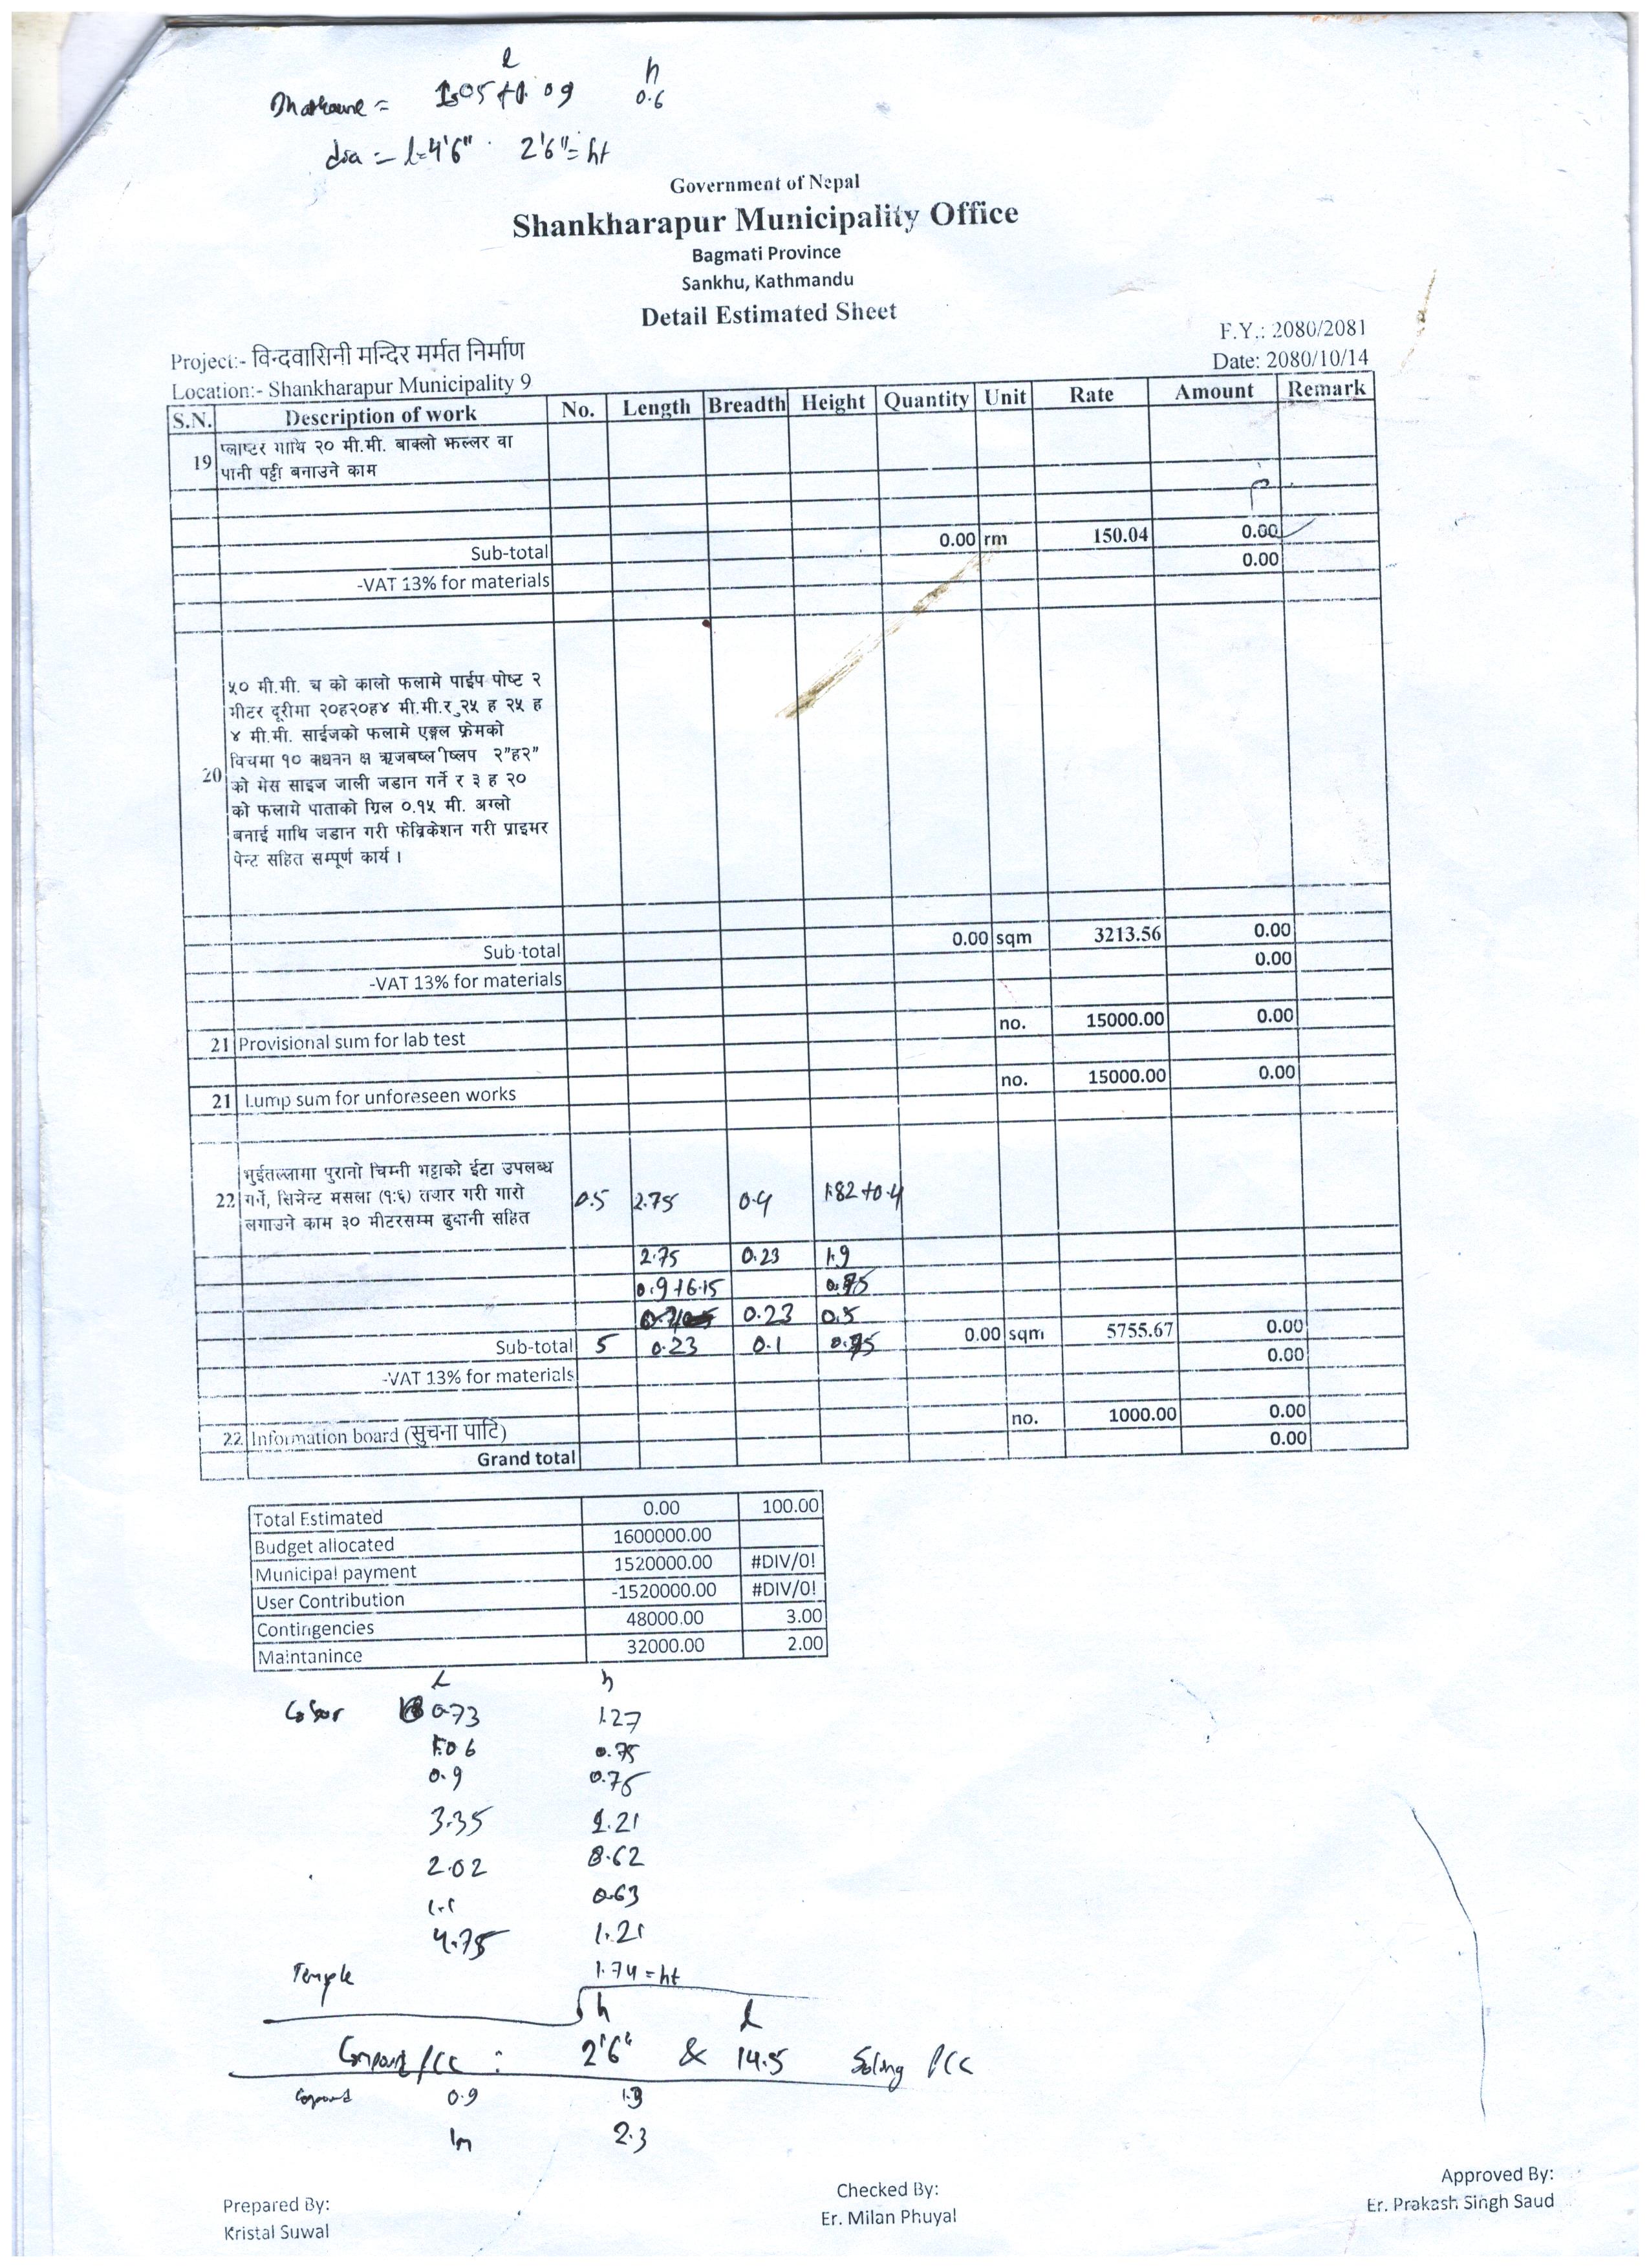 l h
= 1.05 + 1.09 0.6
dia = l=4'6" 2'6"= ht
Government of Nepal
Shankharapur Municipality Office
Bagmati Province
Sankhu, Kathmandu
Detail Estimated Sheet
F.Y.: 2080/2081
Project:- विन्दवासिनी मन्दिर मर्मत निर्माण
Date: 2080/10/14
Location:- Shankharapur Municipality 9
S.N. Description of work No. Length Breadth Height Quantity Unit Rate Amount Remark
19 प्लाष्टर माथि २० मी.मी. बाक्लो झल्लर वा
पानी पट्टी बनाउने काम
Sub-total 0.00 rm 150.04 0.00
-VAT 13% for materials 0.00
20 ५० मी.मी. च को कालो फलामे पाईप पोष्ट २
मीटर दूरीमा २०ह२०ह४ मी.मी.र २५ ह २५ ह
४ मी.मी. साईजको फलामे एङ्गल फ्रेमको
विचमा १० क्ष २"ह२"
को मेस साइज जाली जडान गर्ने र ३ ह २०
को फलामे पाताको ग्रिल ०.१५ मी. अग्लो
बनाई माथि जडान गरी फेब्रिकेशन गरी प्राइमर
पेन्ट सहित सम्पूर्ण कार्य ।
Sub-total 0.00 sqm 3213.56 0.00
-VAT 13% for materials 0.00
21 Provisional sum for lab test no. 15000.00 0.00
21 Lump sum for unforeseen works no. 15000.00 0.00
22 भुईतल्लामा पुरानो चिम्नी भट्टाको ईटा उपलब्ध
गर्ने, सिमेन्ट मसला (१:६) तयार गरी गारो 0.5 2.75 0.4 1.82 +0.4
लगाउने काम ३० मीटरसम्म ढुवानी सहित
2.75 0.23 1.9
0.9 +6.15
0.23 0.5
Sub-total 5 0.23 0.1 0.00 sqm 5755.67 0.00
-VAT 13% for materials 0.00
22 Information board (सुचना पाटि) no. 1000.00 0.00
Grand total 0.00
Total Estimated 0.00 100.00
Budget allocated 1600000.00
Municipal payment 1520000.00 #DIV/0!
User Contribution -1520000.00 #DIV/0!
Contingencies 48000.00 3.00
Maintanince 32000.00 2.00
l h
Colour 0.73 1.27
1.06 0.75
0.9 0.75
3.35 1.21
2.02 0.62
1.1 0.63
4.75 1.21
Temple 1.74 = ht
h l
Compound PCC : 2'6" & 14.5 Soling PCC
Compound 0.9 1.3
1m 2.3
Prepared By:
Kristal Suwal
Checked By:
Er. Milan Phuyal
Approved By:
Er. Prakash Singh Saud